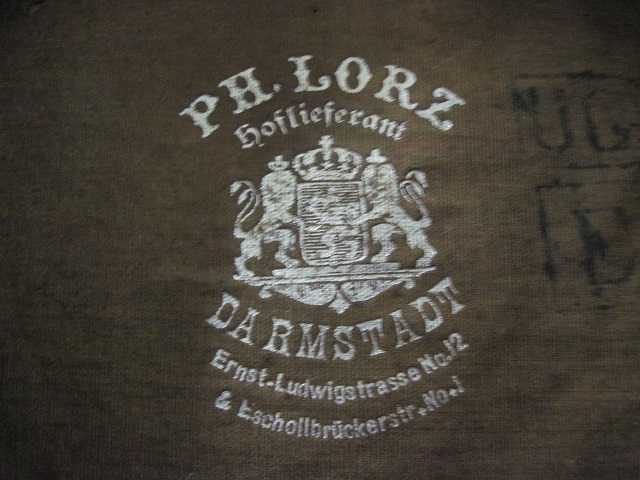 PH. LORZ
Hoflieferant
DARMSTADT
Ernst-Ludwigstrasse No. 12
& Eschollbrückerstr. No. 1